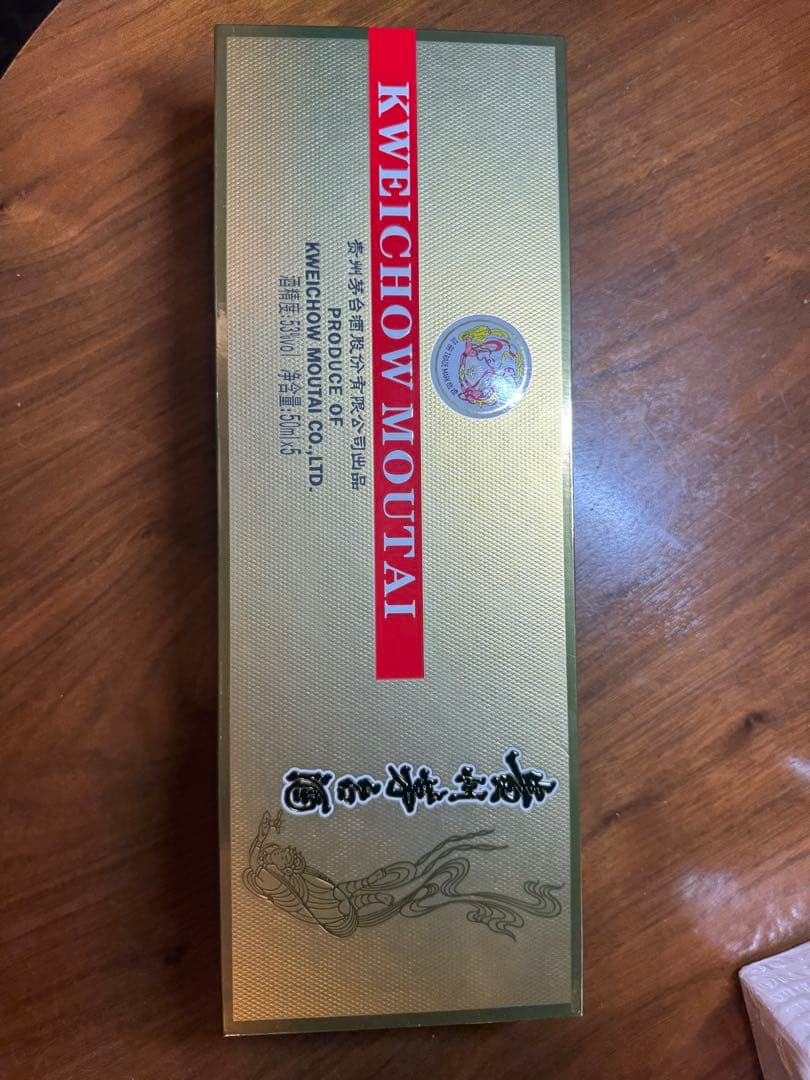 KWEICHOW MOUTAI
贵州茅台酒股份有限公司出品
PRODUCE OF
KWEICHOW MOUTAI CO.,LTD.
酒精度:53%vol 净含量:50ml×5
贵州茅台酒